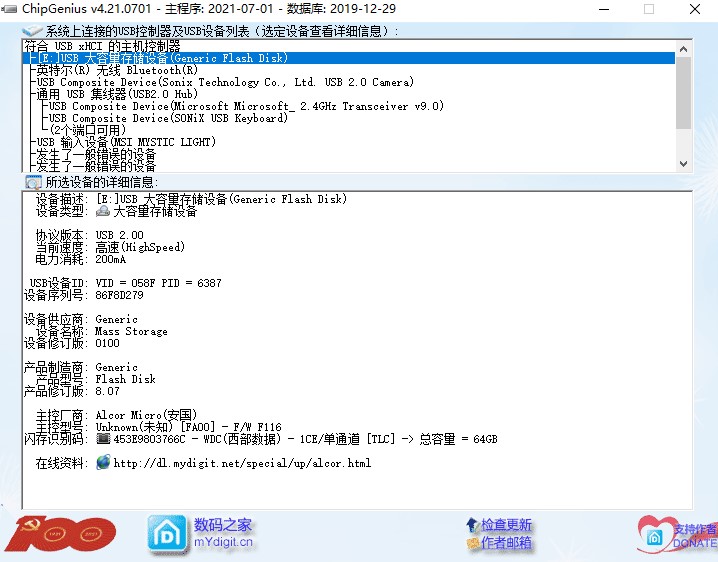 ChipGenius v4.21.0701 - 主程序: 2021-07-01 - 数据库: 2019-12-29
系统上连接的USB控制器及USB设备列表（选定设备查看详细信息）:
符合 USB xHCI 的主机控制器
[E:]USB 大容量存储设备(Generic Flash Disk)
英特尔(R) 无线 Bluetooth(R)
USB Composite Device(Sonix Technology Co., Ltd. USB 2.0 Camera)
通用 USB 集线器(USB2.0 Hub)
USB Composite Device(Microsoft Microsoft_ 2.4GHz Transceiver v9.0)
USB Composite Device(SONiX USB Keyboard)
(2个端口可用)
USB 输入设备(MSI MYSTIC LIGHT)
发生了一般错误的设备
发生了一般错误的设备
所选设备的详细信息:
设备描述: [E:]USB 大容量存储设备(Generic Flash Disk)
设备类型: 大容量存储设备
协议版本: USB 2.00
当前速度: 高速(HighSpeed)
电力消耗: 200mA
USB设备ID: VID = 058F PID = 6387
设备序列号: 86F8D279
设备供应商: Generic
设备名称: Mass Storage
设备修订版: 0100
产品制造商: Generic
产品型号: Flash Disk
产品修订版: 8.07
主控厂商: Alcor Micro(安国)
主控型号: Unknown(未知) [FA00] - F/W F116
闪存识别码: 453E9803766C - WDC(西部数据) - 1CE/单通道 [TLC] -> 总容量 = 64GB
在线资料: http://dl.mydigit.net/special/up/alcor.html
1921 2021
数码之家
mYdigit.cn
检查更新
作者邮箱
支持作者
DONATE